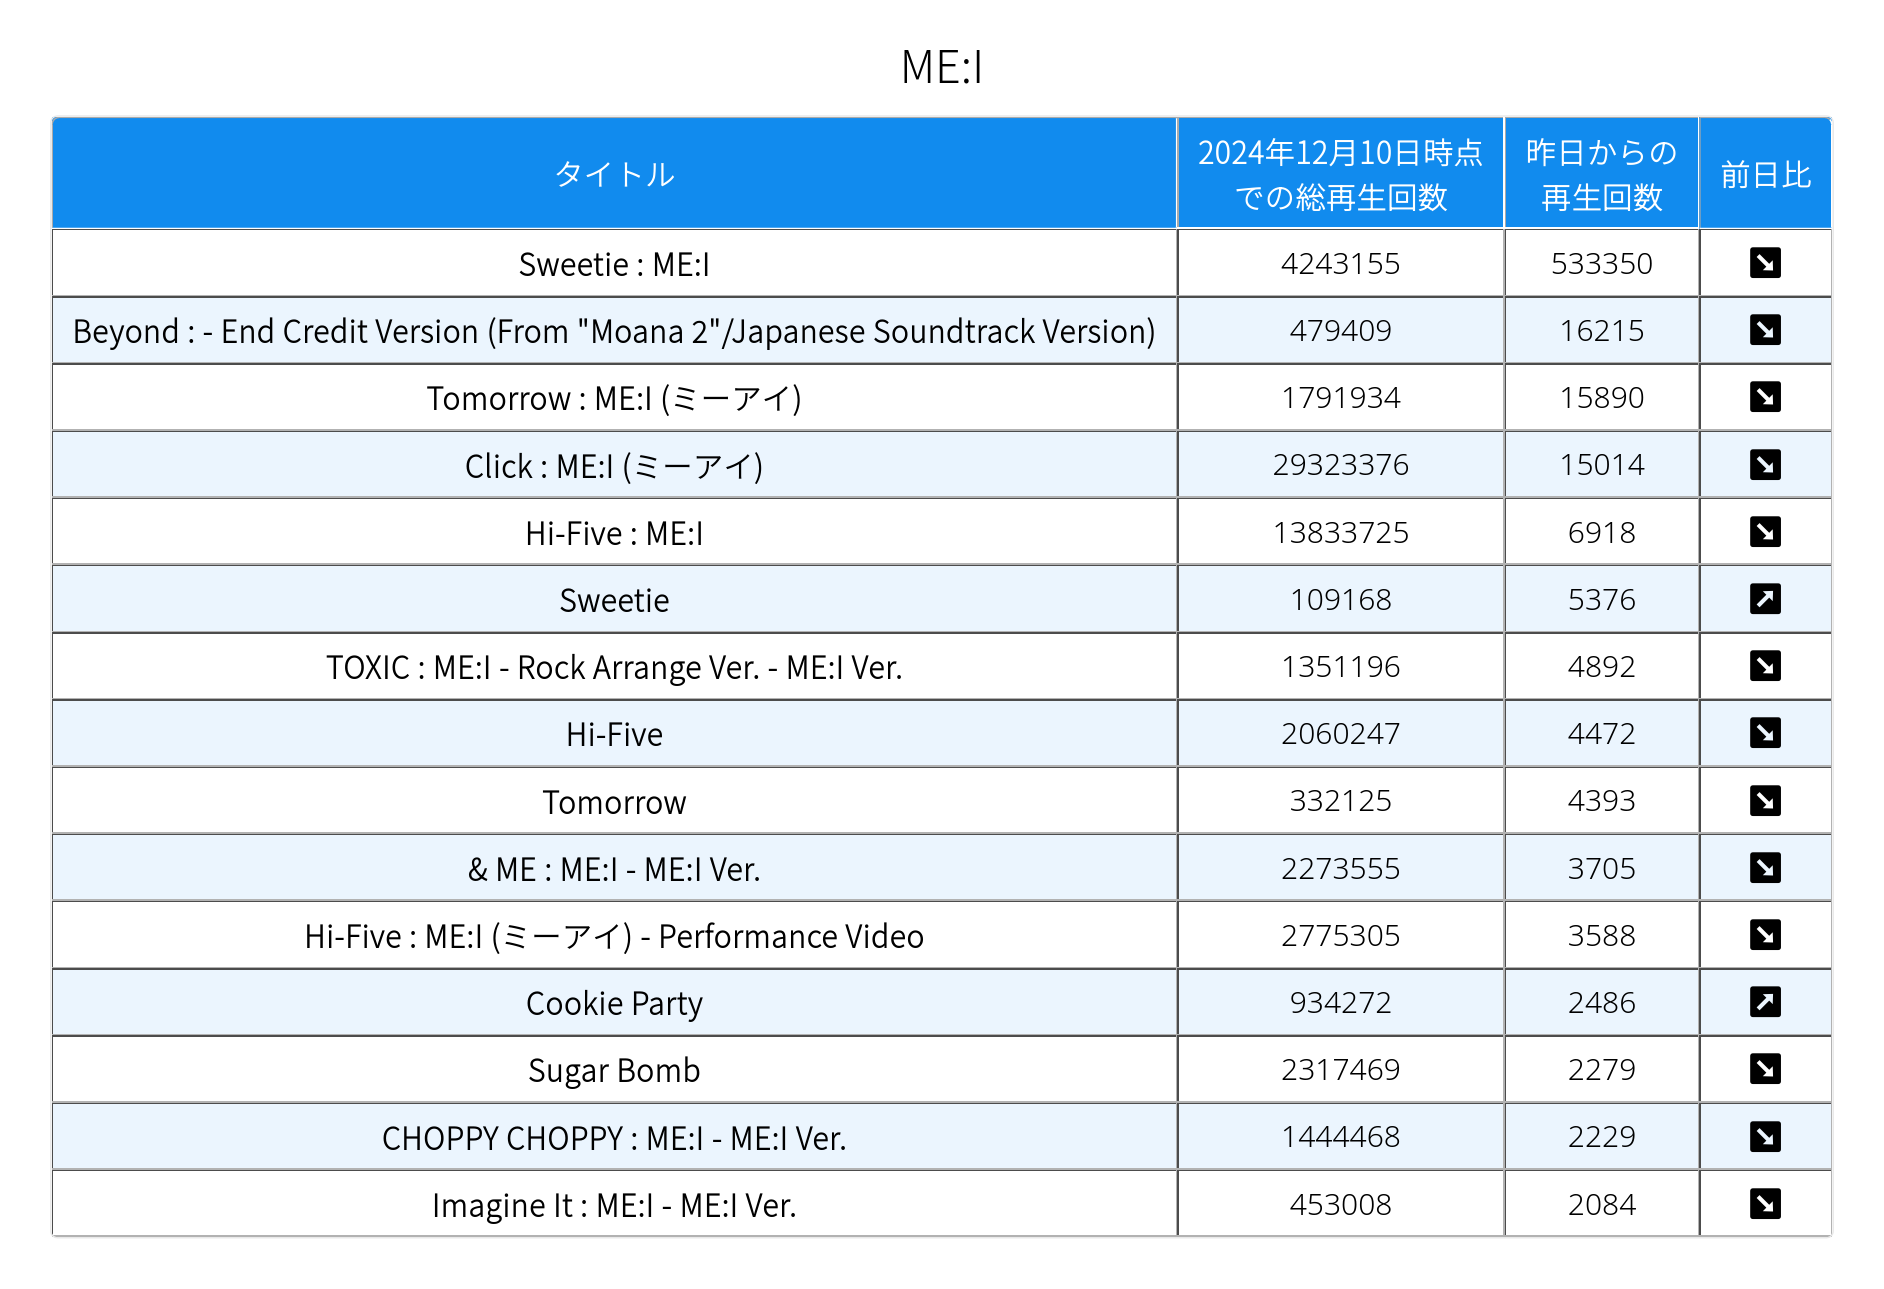 ME:I
タイトル
2024年12月10日時点
での総再生回数
昨日からの
再生回数
前日比
Sweetie : ME:I 4243155 533350
Beyond : - End Credit Version (From "Moana 2"/Japanese Soundtrack Version) 479409 16215
Tomorrow : ME:I (ミーアイ) 1791934 15890
Click : ME:I (ミーアイ) 29323376 15014
Hi-Five : ME:I 13833725 6918
Sweetie 109168 5376
TOXIC : ME:I - Rock Arrange Ver. - ME:I Ver. 1351196 4892
Hi-Five 2060247 4472
Tomorrow 332125 4393
& ME : ME:I - ME:I Ver. 2273555 3705
Hi-Five : ME:I (ミーアイ) - Performance Video 2775305 3588
Cookie Party 934272 2486
Sugar Bomb 2317469 2279
CHOPPY CHOPPY : ME:I - ME:I Ver. 1444468 2229
Imagine It : ME:I - ME:I Ver. 453008 2084